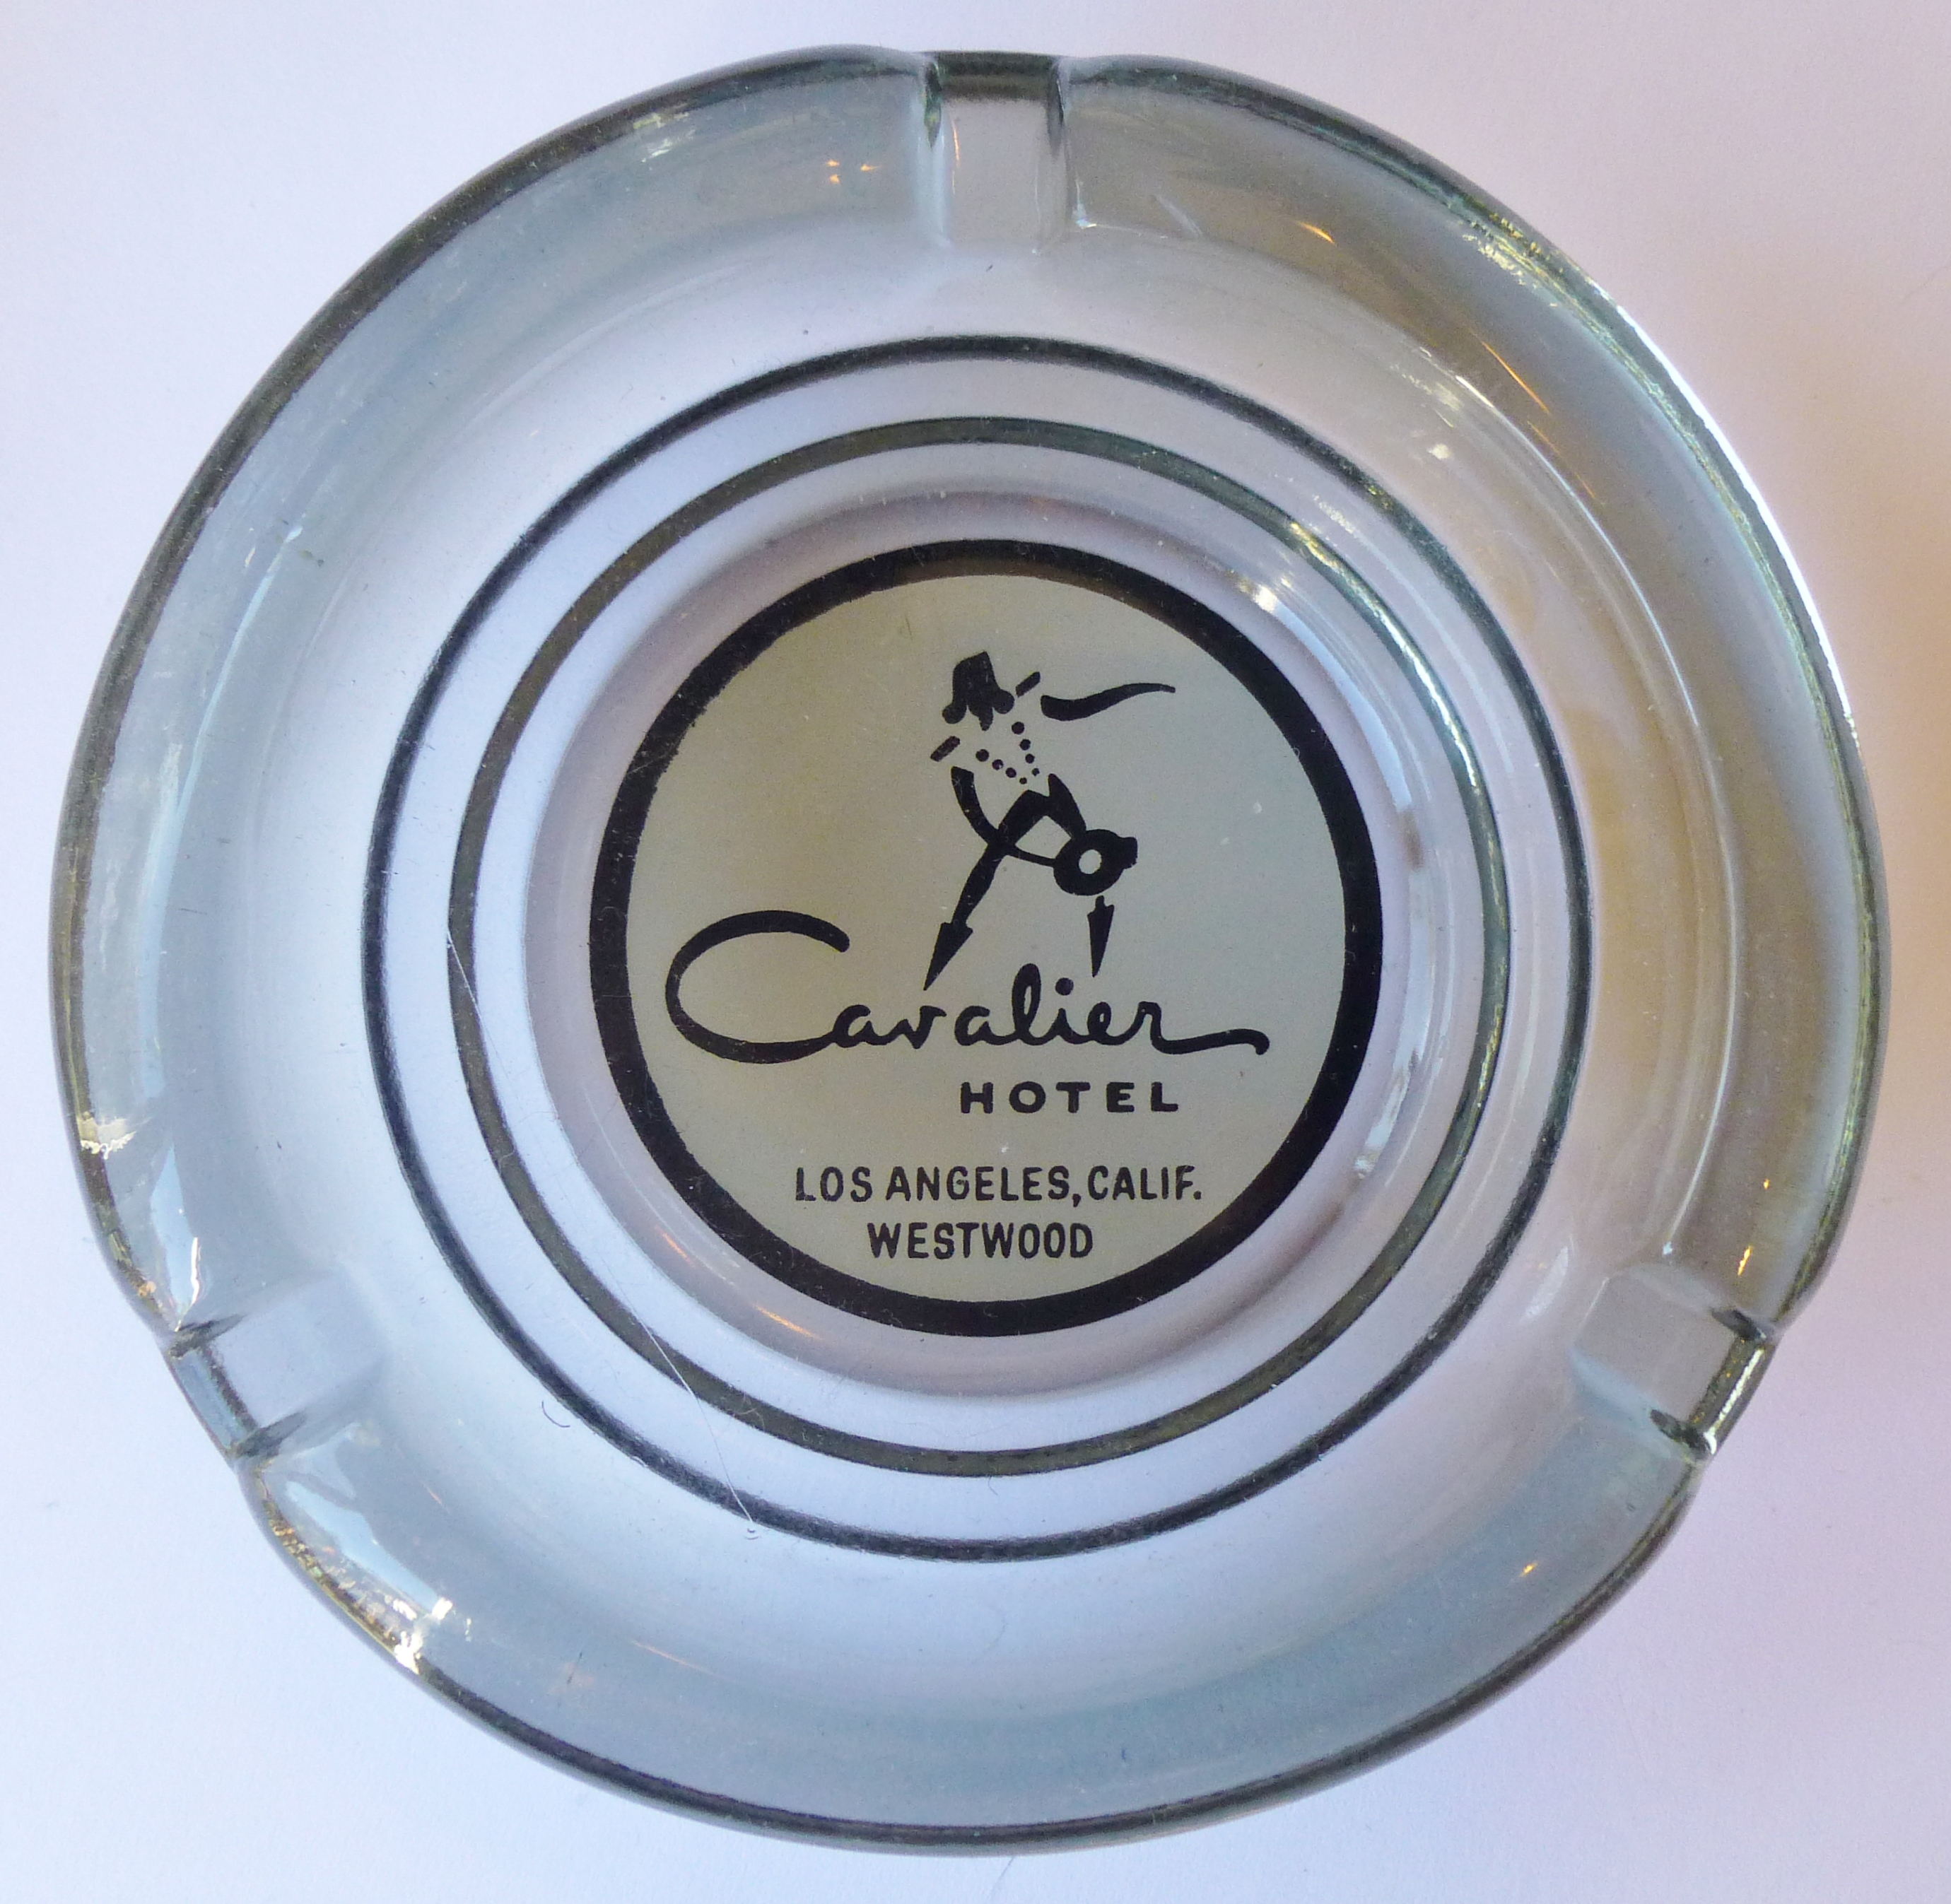 Cavalier
HOTEL
LOS ANGELES, CALIF.
WESTWOOD